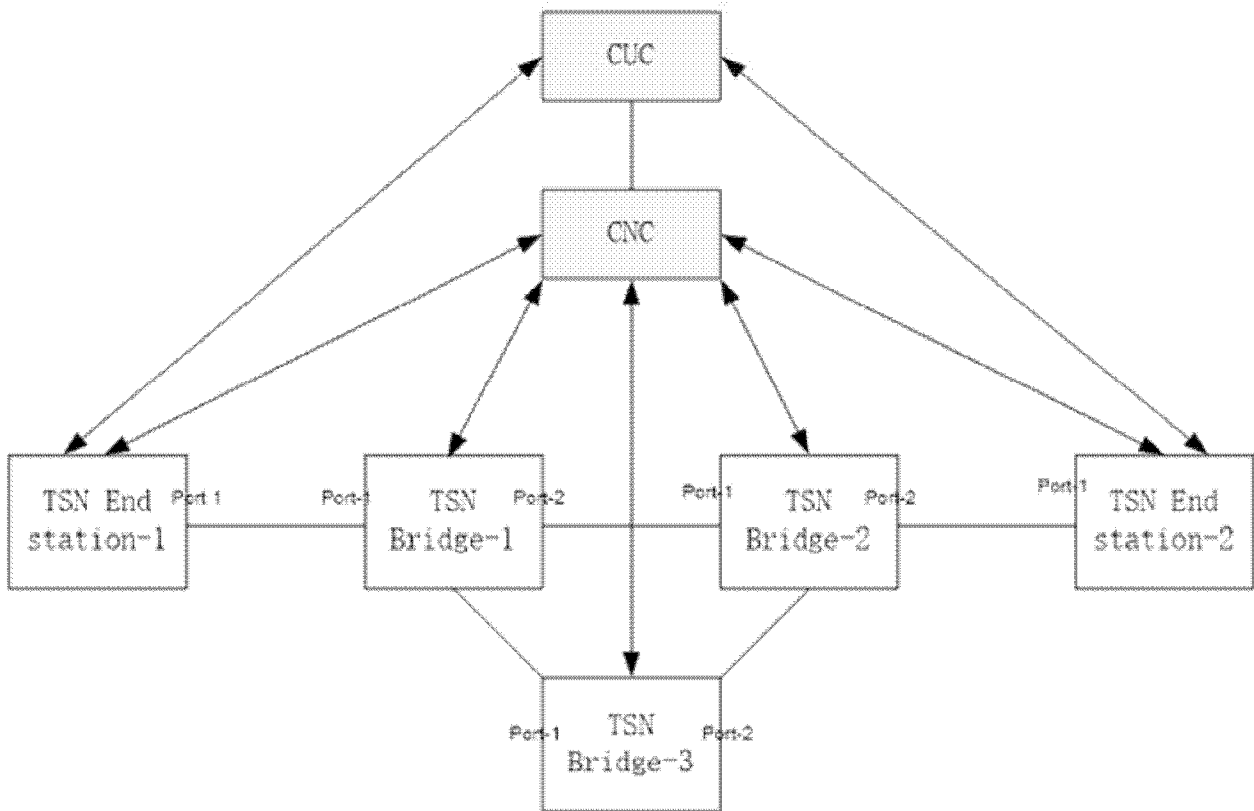 CUC
CNC
TSN End
station-1
Port 1
Port-1
TSN
Bridge-1
Port-2
Port-1
TSN
Bridge-2
Port-2
Port-1
TSN End
station-2
Port-1
TSN
Bridge-3
Port-2